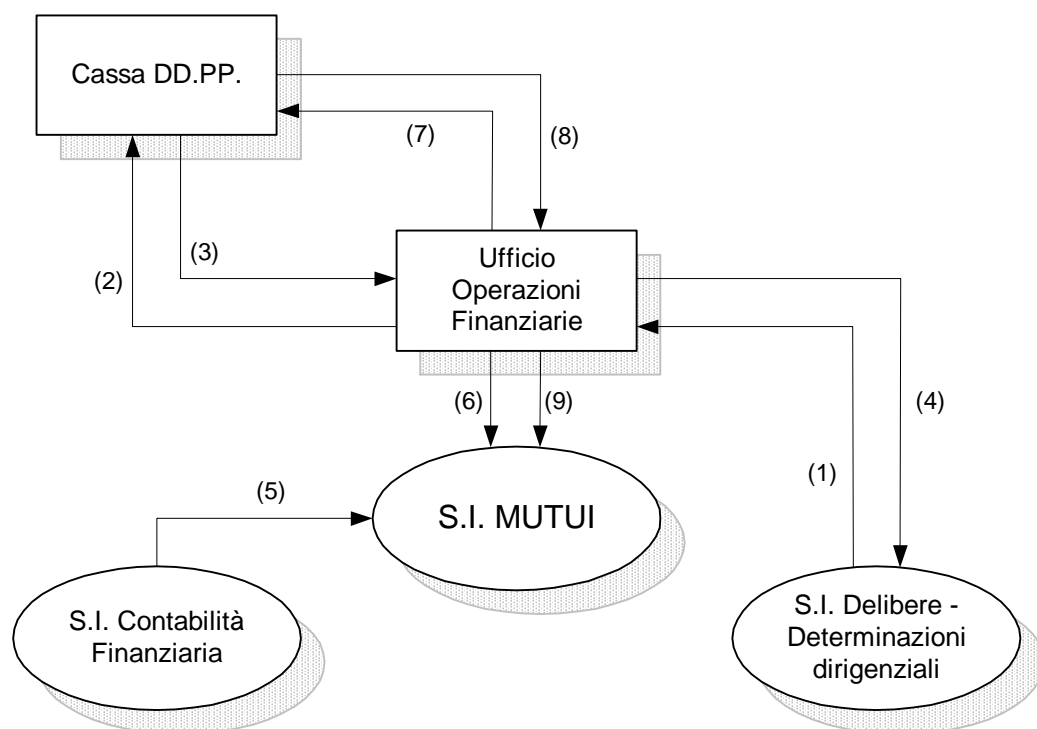 Cassa DD.PP.
(7)
(8)
(3)
(2)
Ufficio
Operazioni
Finanziarie
(6)
(9)
(4)
(1)
(5)
S.I. MUTUI
S.I. Contabilità
Finanziaria
S.I. Delibere -
Determinazioni
dirigenziali